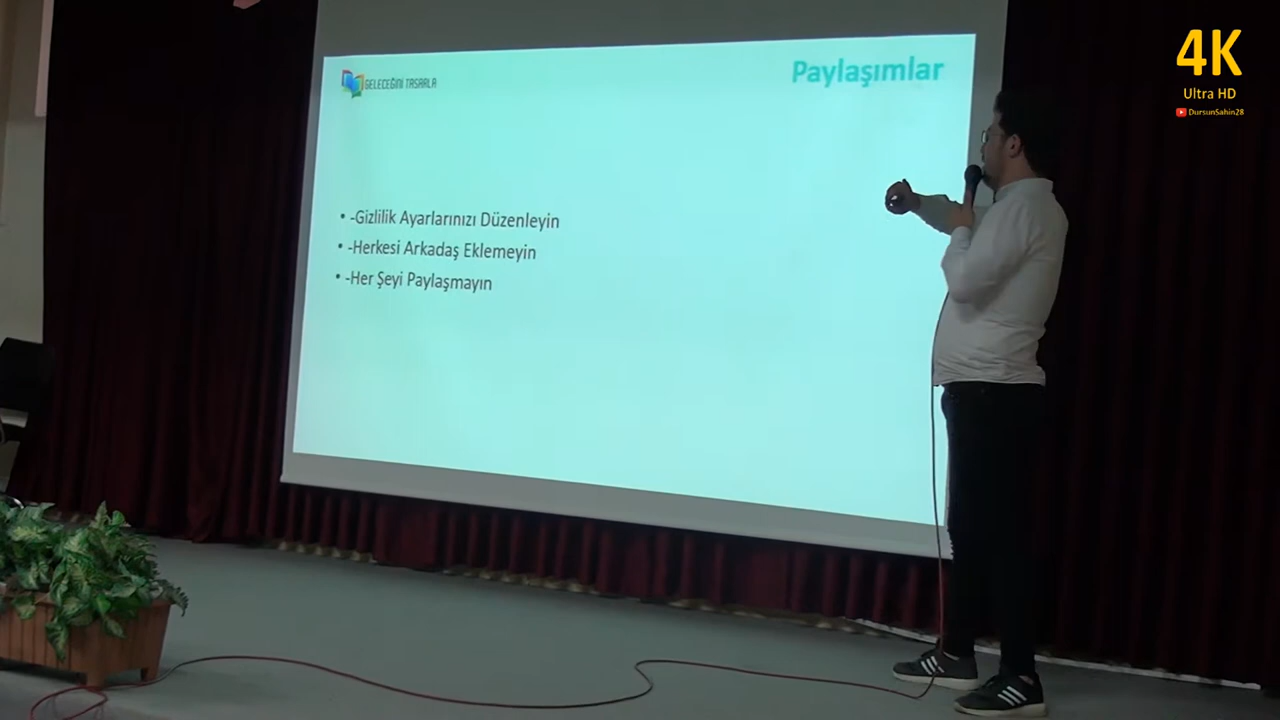 GELECEĞİNİ TASARLA
Paylaşımlar
• -Gizlilik Ayarlarınızı Düzenleyin
• -Herkesi Arkadaş Eklemeyin
• -Her Şeyi Paylaşmayın
4K
Ultra HD
DursunSahin28